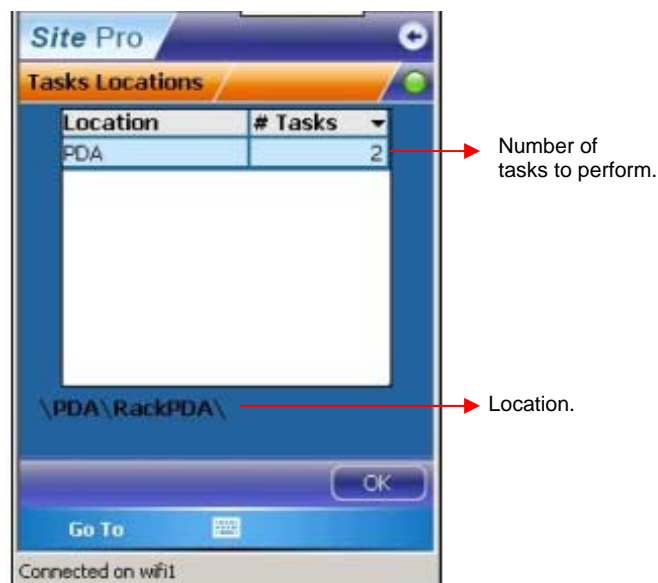 Site Pro
Tasks Locations
Location # Tasks
PDA 2
Number of
tasks to perform.
\PDA\RackPDA\
Location.
OK
Go To
Connected on wifi1